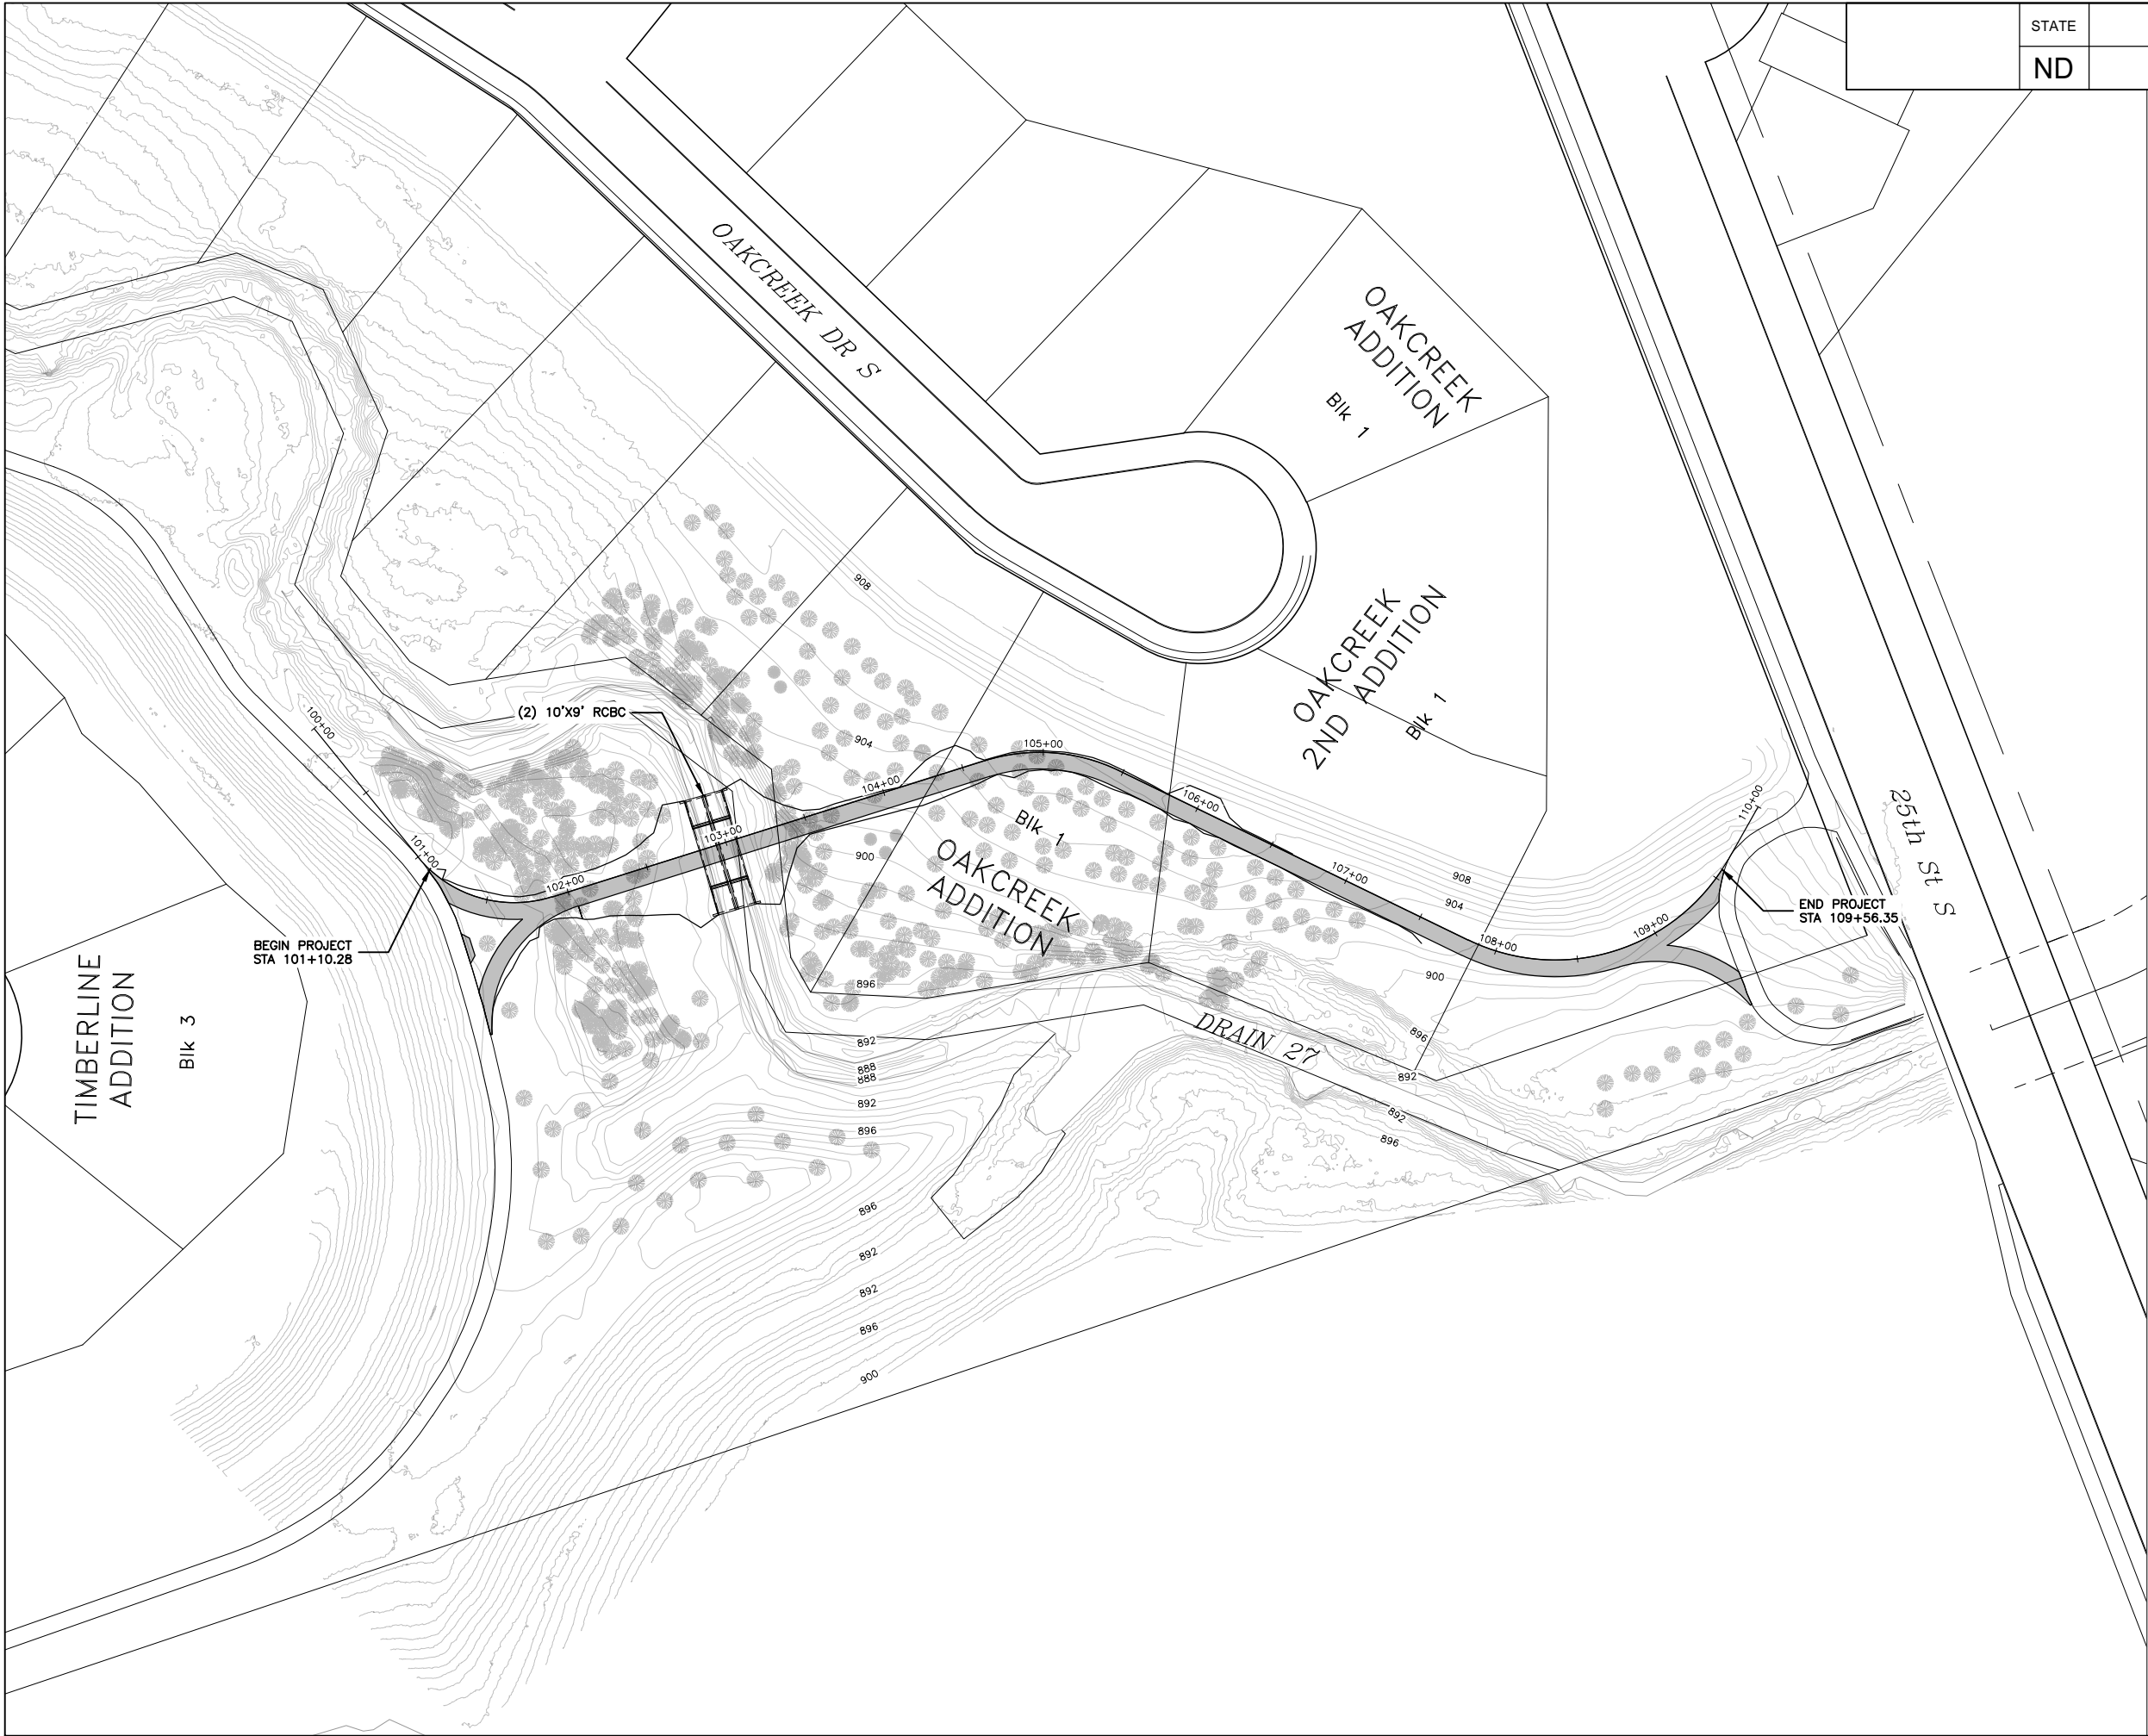 STATE
ND
OAKCREEK DR S
OAKCREEK
ADDITION
Blk 1
908
OAKCREEK
2ND ADDITION
Blk 1
(2) 10'X9' RCBC
100+00
904
105+00
104+00
106+00
110+00
25th St S
103+00
101+00
Blk 1
900
OAKCREEK
ADDITION
102+00
107+00
908
904
END PROJECT
STA 109+56.35
109+00
108+00
BEGIN PROJECT
STA 101+10.28
900
896
TIMBERLINE
ADDITION
Blk 3
DRAIN 27
896
892
888
888
892
892
892
896
896
896
892
892
896
900